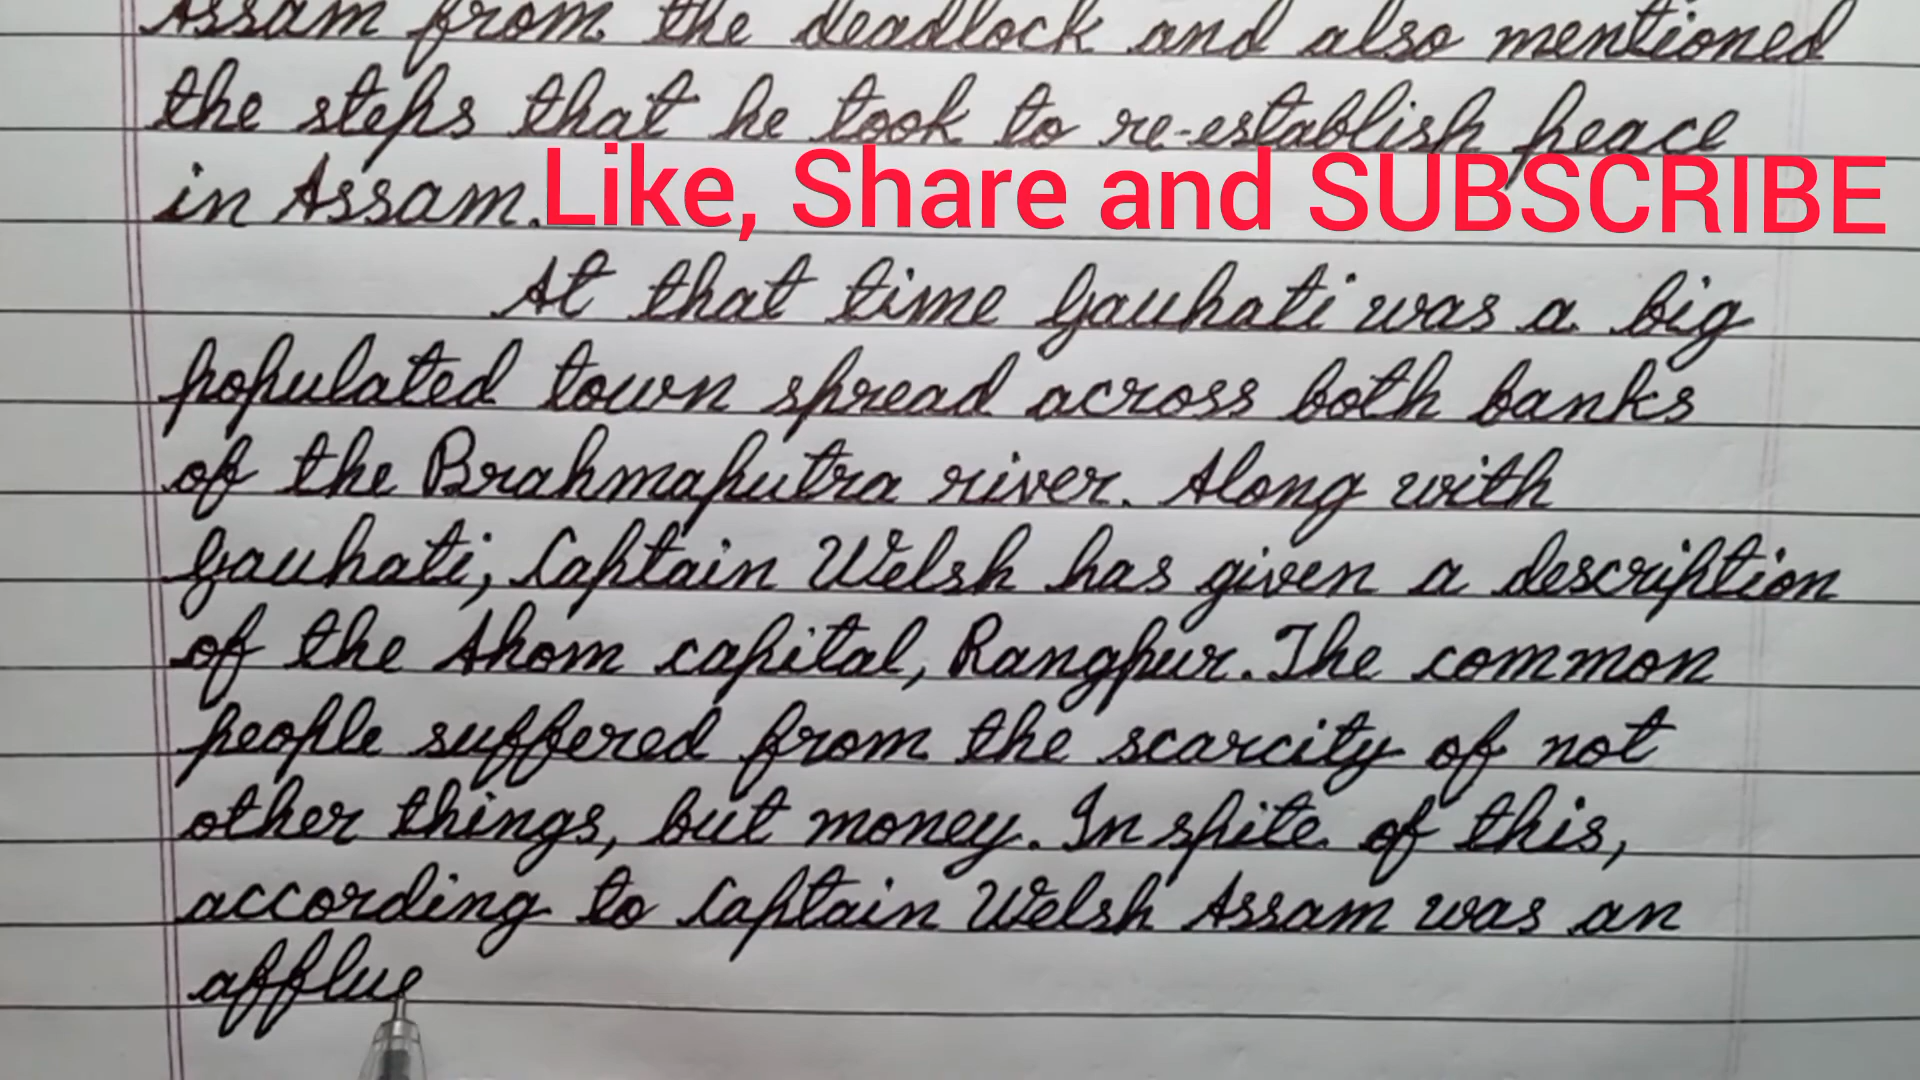 Assam from the deadlock and also mentioned
the steps that he took to re-establish peace
in Assam.
Like, Share and SUBSCRIBE
At that time Gauhati was a big
populated town spread across both banks
of the Brahmaputra river. Along with
Gauhati, Captain Welsh has given a description
of the Ahom capital, Rangpur. The common
people suffered from the scarcity of not
other things, but money. In spite of this,
according to Captain Welsh Assam was an
afflue